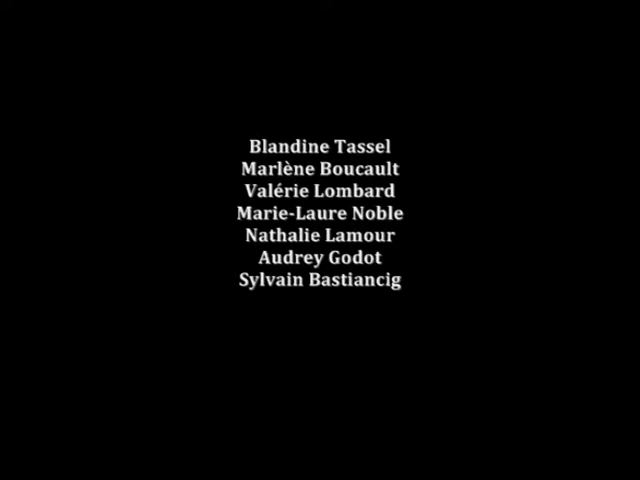 Blandine Tassel
Marlène Boucault
Valérie Lombard
Marie-Laure Noble
Nathalie Lamour
Audrey Godot
Sylvain Bastiancig